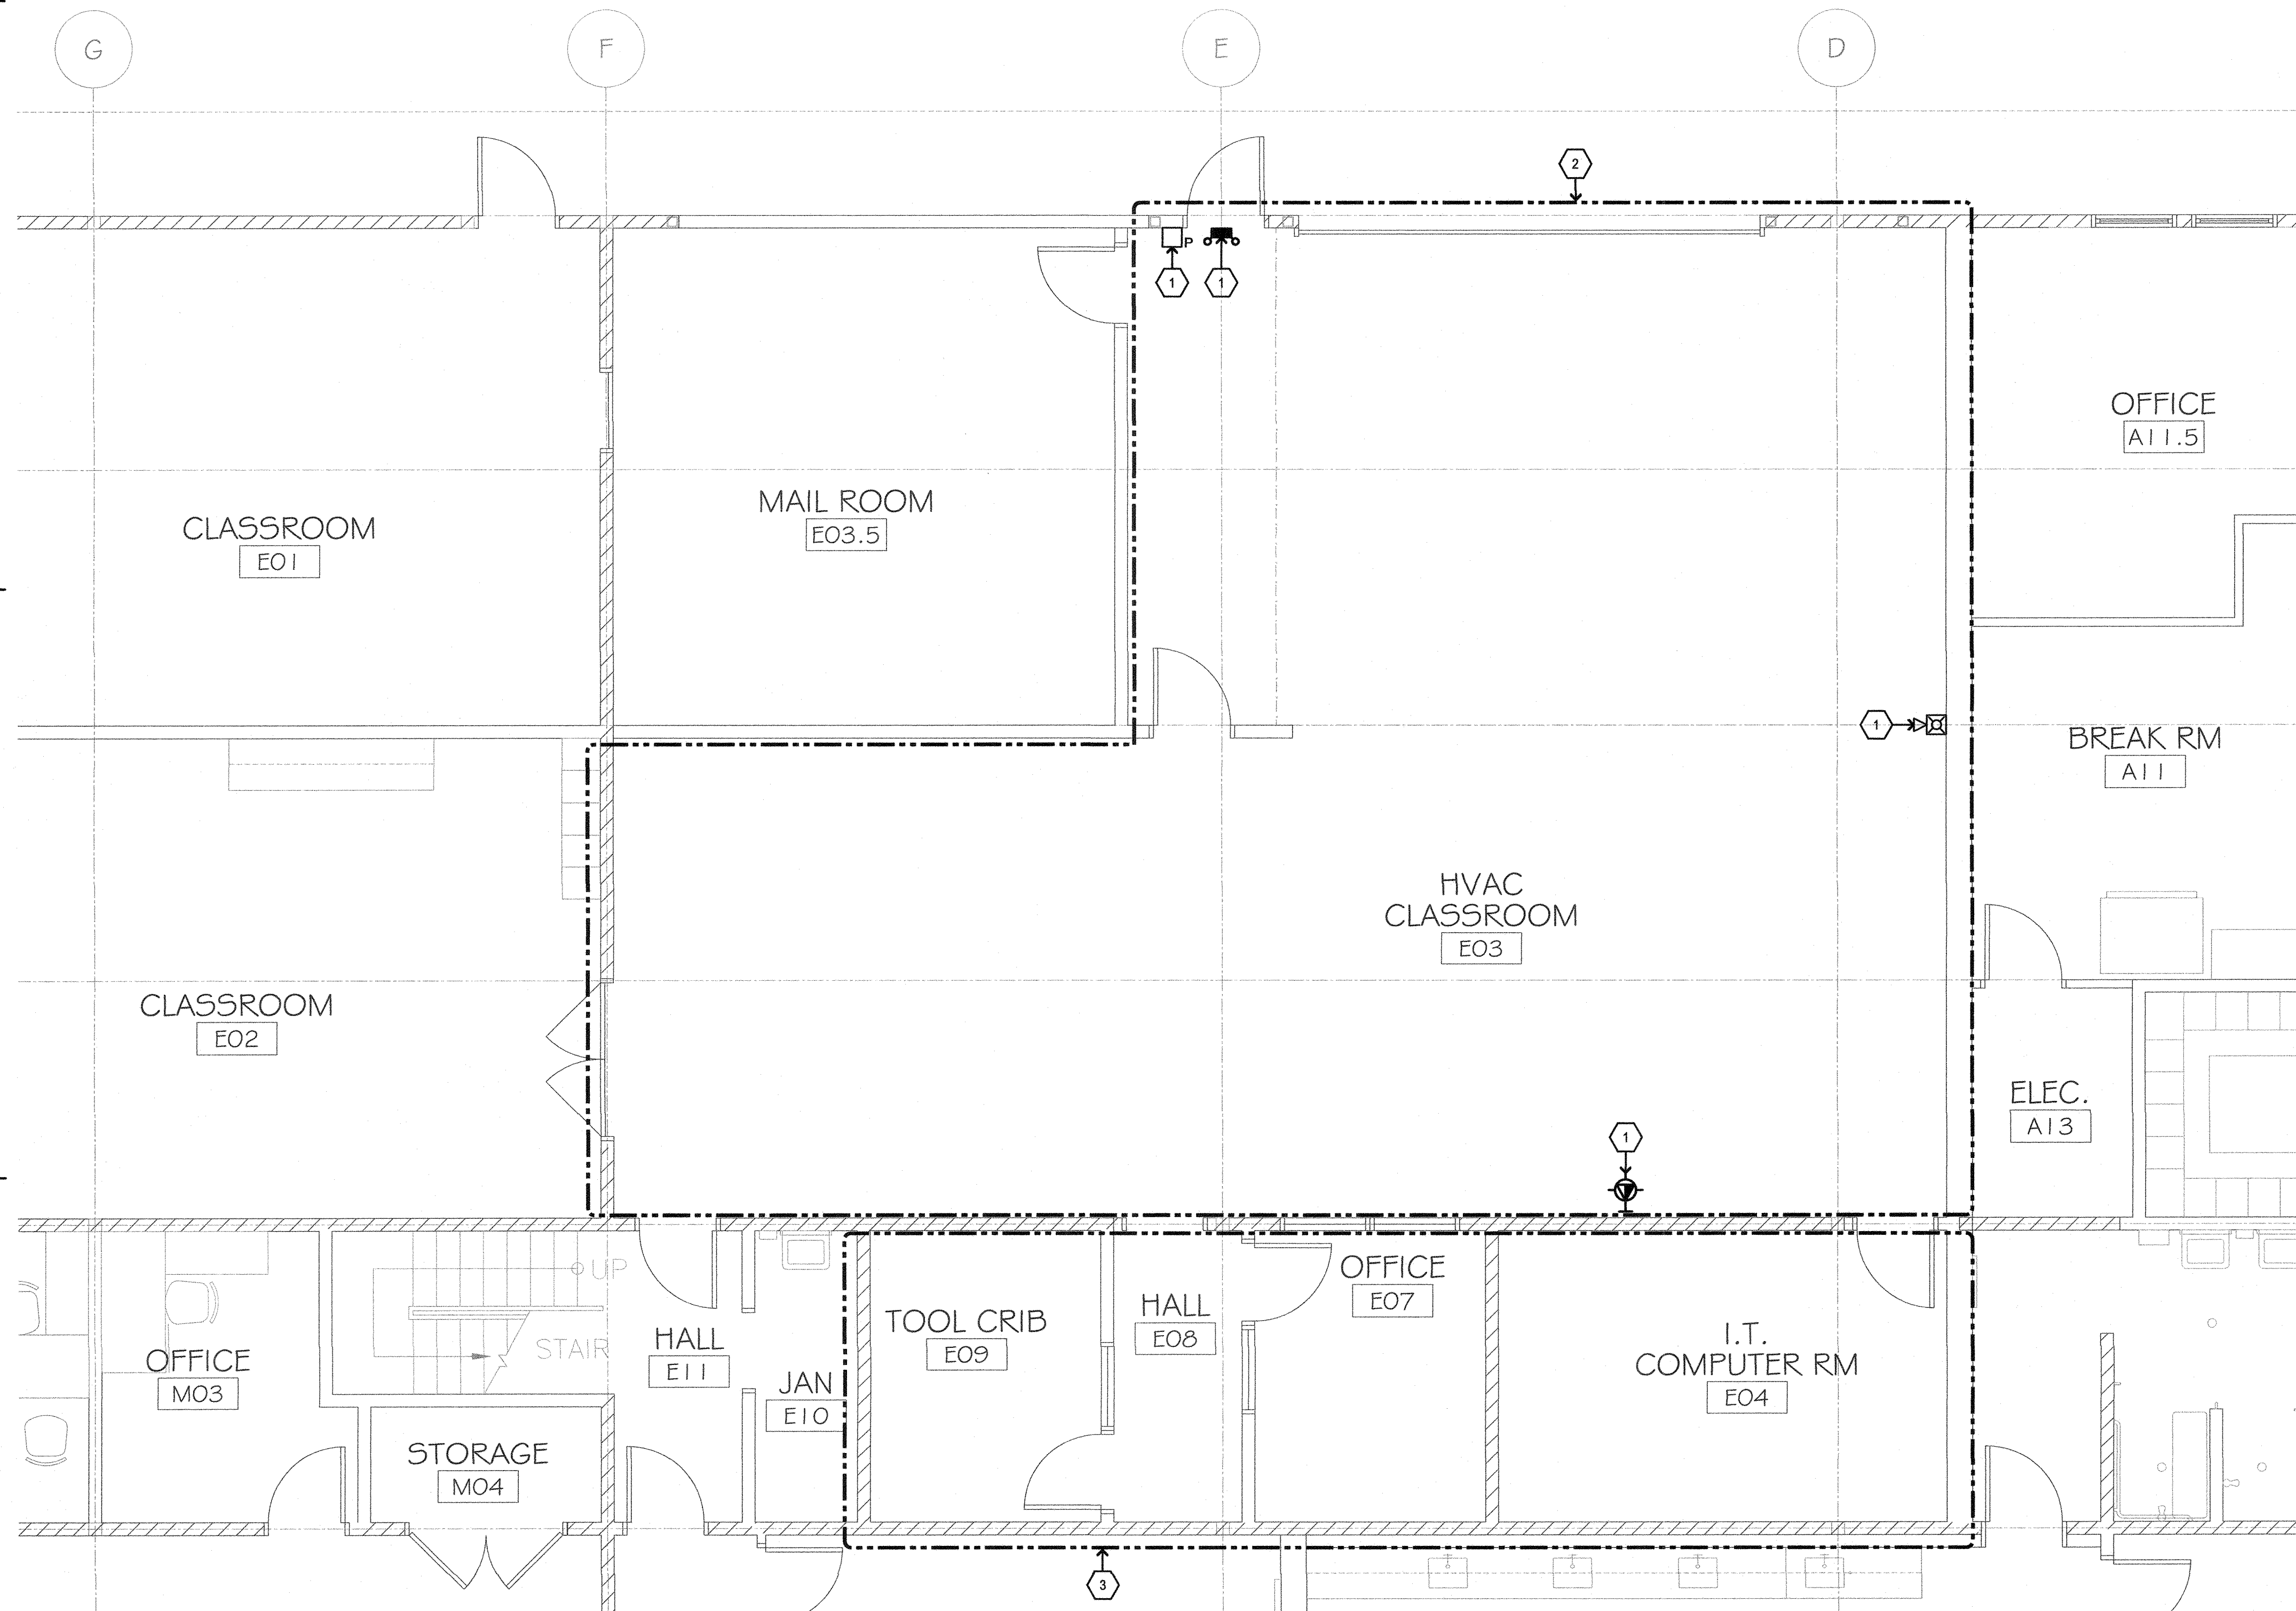 G
F
E
D
2
P
1
1
OFFICE
A11.5
MAIL ROOM
E03.5
CLASSROOM
E01
1
BREAK RM
A11
HVAC
CLASSROOM
E03
CLASSROOM
E02
ELEC.
A13
1
UP
OFFICE
E07
HALL
E08
TOOL CRIB
E09
STAIR
HALL
E11
I.T.
COMPUTER RM
E04
OFFICE
M03
JAN
E10
STORAGE
M04
3